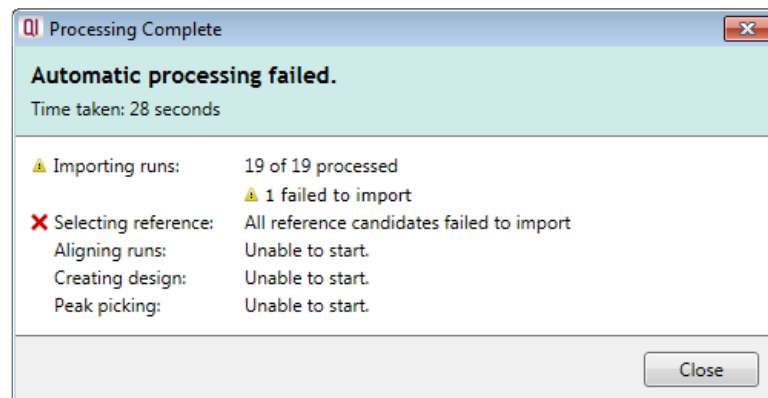 QI Processing Complete
Automatic processing failed.
Time taken: 28 seconds
Importing runs: 19 of 19 processed
1 failed to import
Selecting reference: All reference candidates failed to import
Aligning runs: Unable to start.
Creating design: Unable to start.
Peak picking: Unable to start.
Close